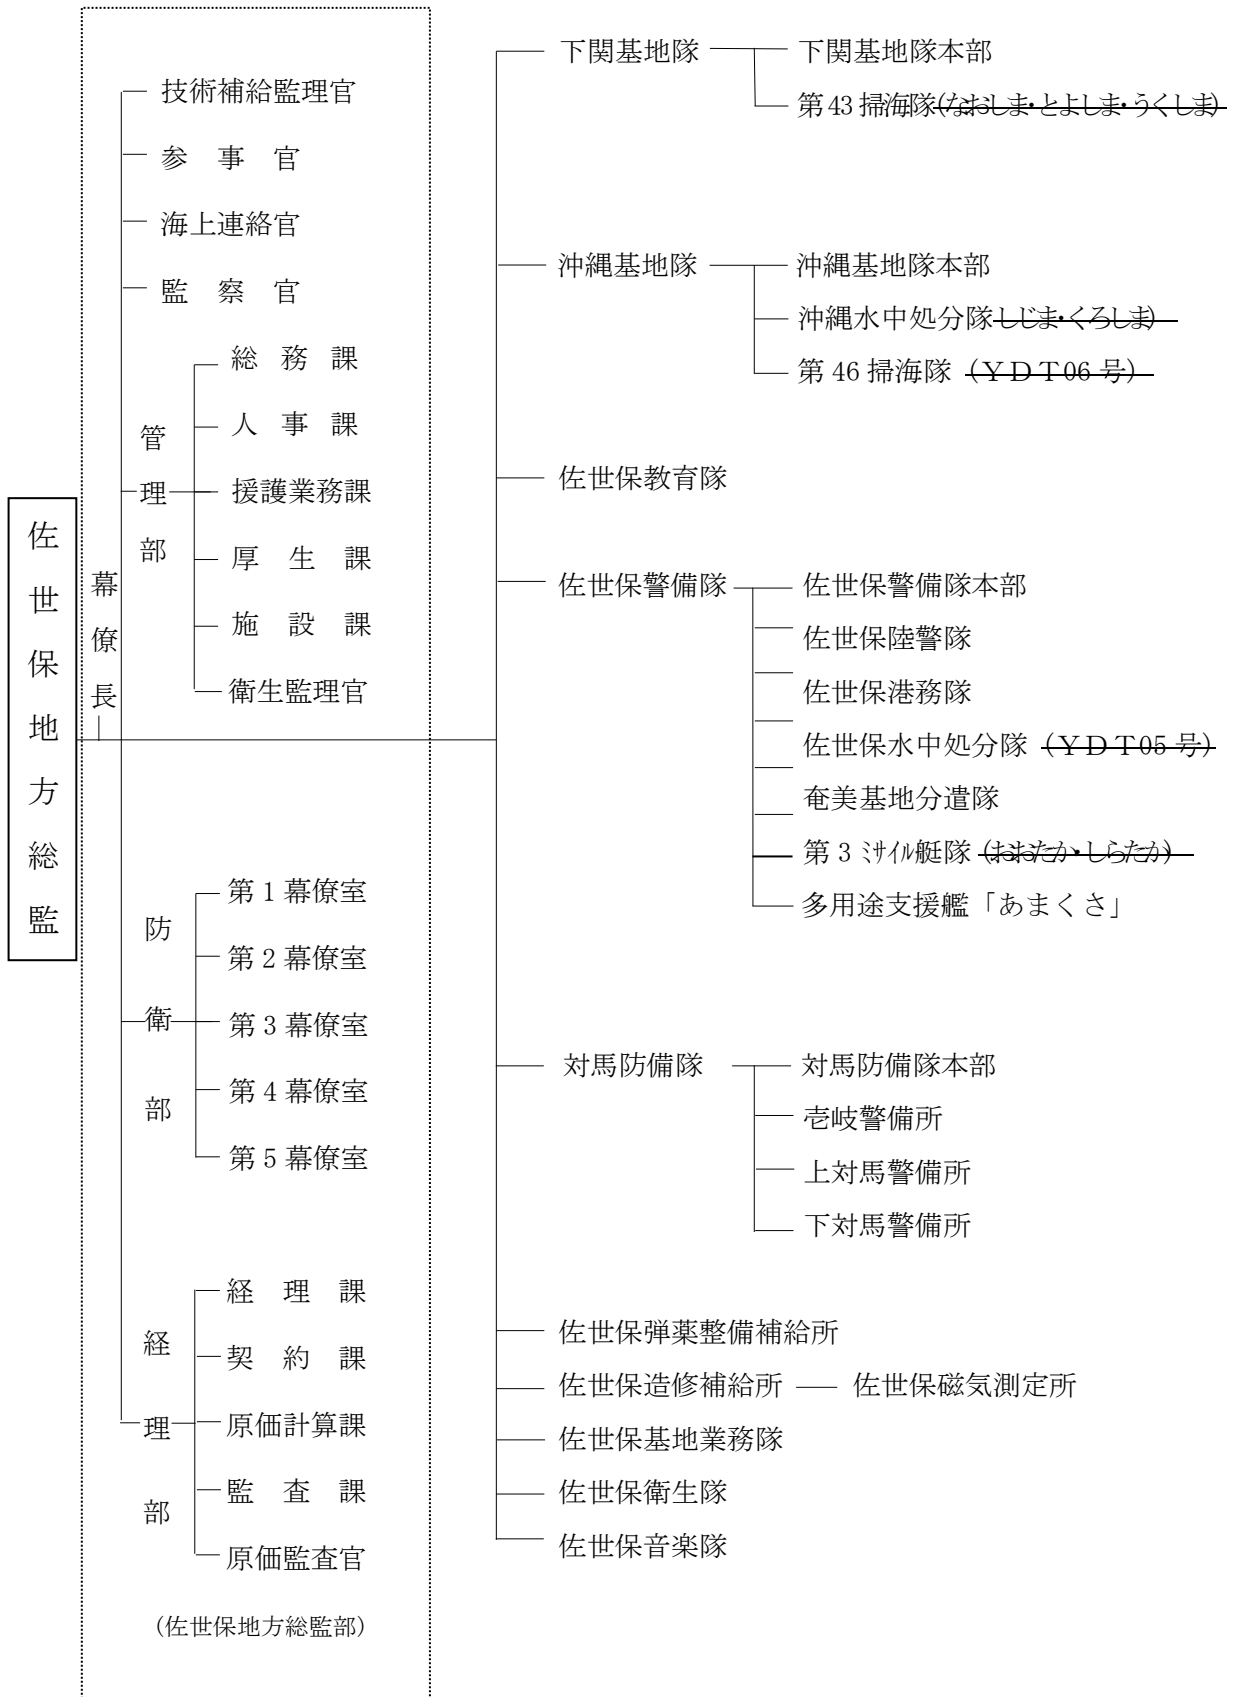 佐世保地方総監
幕僚長
技術補給監理官
参事官
海上連絡官
監察官
管理部
総務課
人事課
援護業務課
厚生課
施設課
衛生監理官
防衛部
第1幕僚室
第2幕僚室
第3幕僚室
第4幕僚室
第5幕僚室
経理部
経理課
契約課
原価計算課
監査課
原価監査官
(佐世保地方総監部)
下関基地隊
下関基地隊本部
第43掃海隊(なおしま・とよしま・うくしま)
沖縄基地隊
沖縄基地隊本部
沖縄水中処分隊しじま・くろしま)
第46掃海隊(YDT06号)
佐世保教育隊
佐世保警備隊
佐世保警備隊本部
佐世保陸警隊
佐世保港務隊
佐世保水中処分隊(YDT05号)
奄美基地分遣隊
第3ミサイル艇隊(おおたか・しらたか)
多用途支援艦「あまくさ」
対馬防備隊
対馬防備隊本部
壱岐警備所
上対馬警備所
下対馬警備所
佐世保弾薬整備補給所
佐世保造修補給所
佐世保磁気測定所
佐世保基地業務隊
佐世保衛生隊
佐世保音楽隊